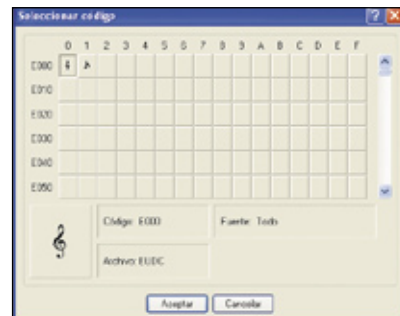 Seleccionar código
0 1 2 3 4 5 6 7 8 9 A B C D E F
E000
E010
E020
E030
E040
E050
Código: E000 Fuente: Todo
Archivo: EUDC
Aceptar Cancelar